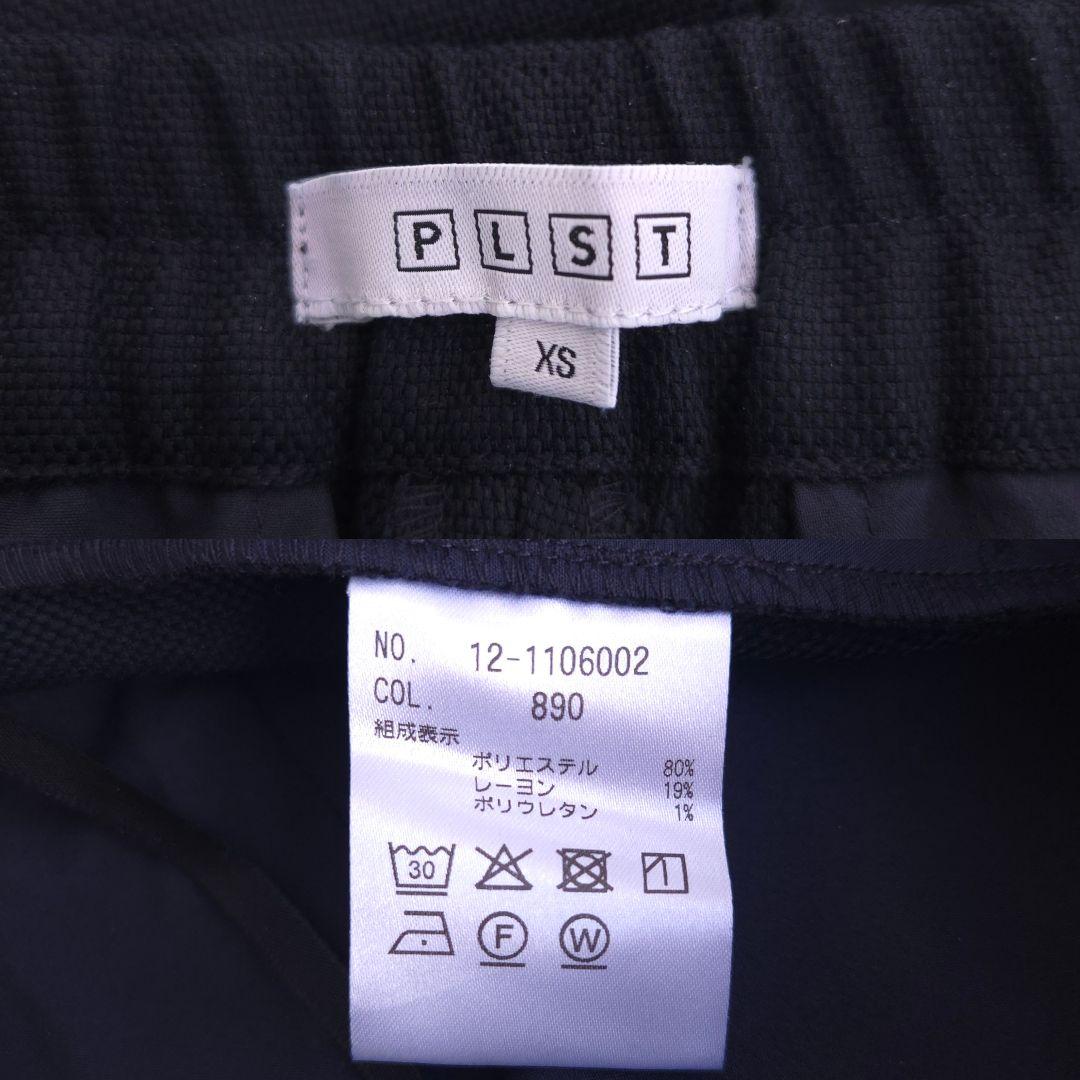 PLST
XS
NO. 12-1106002
COL. 890
組成表示
ポリエステル 80%
レーヨン 19%
ポリウレタン 1%
30
F W